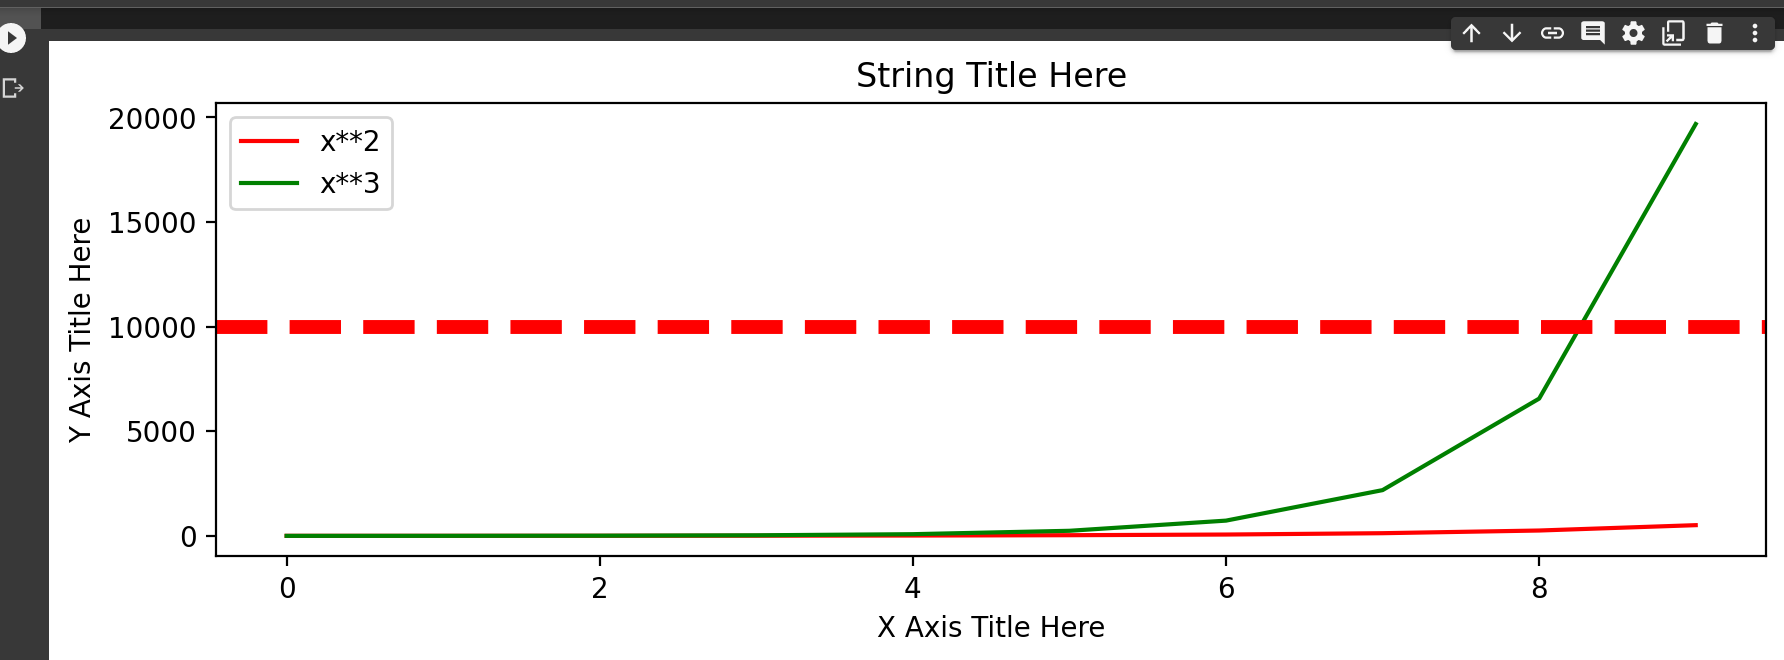 String Title Here
20000
15000
10000
5000
0
Y Axis Title Here
x**2
x**3
0 2 4 6 8
X Axis Title Here